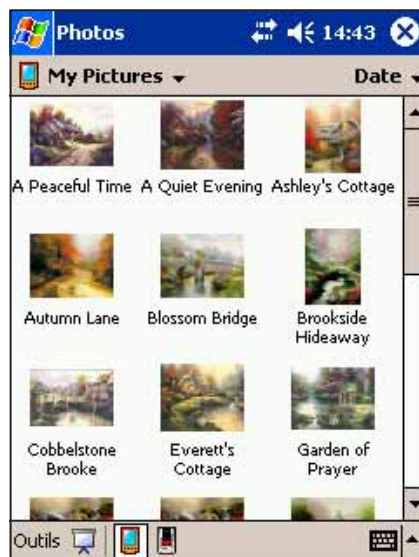 Photos 14:43
My Pictures Date
A Peaceful Time A Quiet Evening Ashley's Cottage
Autumn Lane Blossom Bridge Brookside
Hideaway
Cobbelstone Everett's Garden of
Brooke Cottage Prayer
Outils